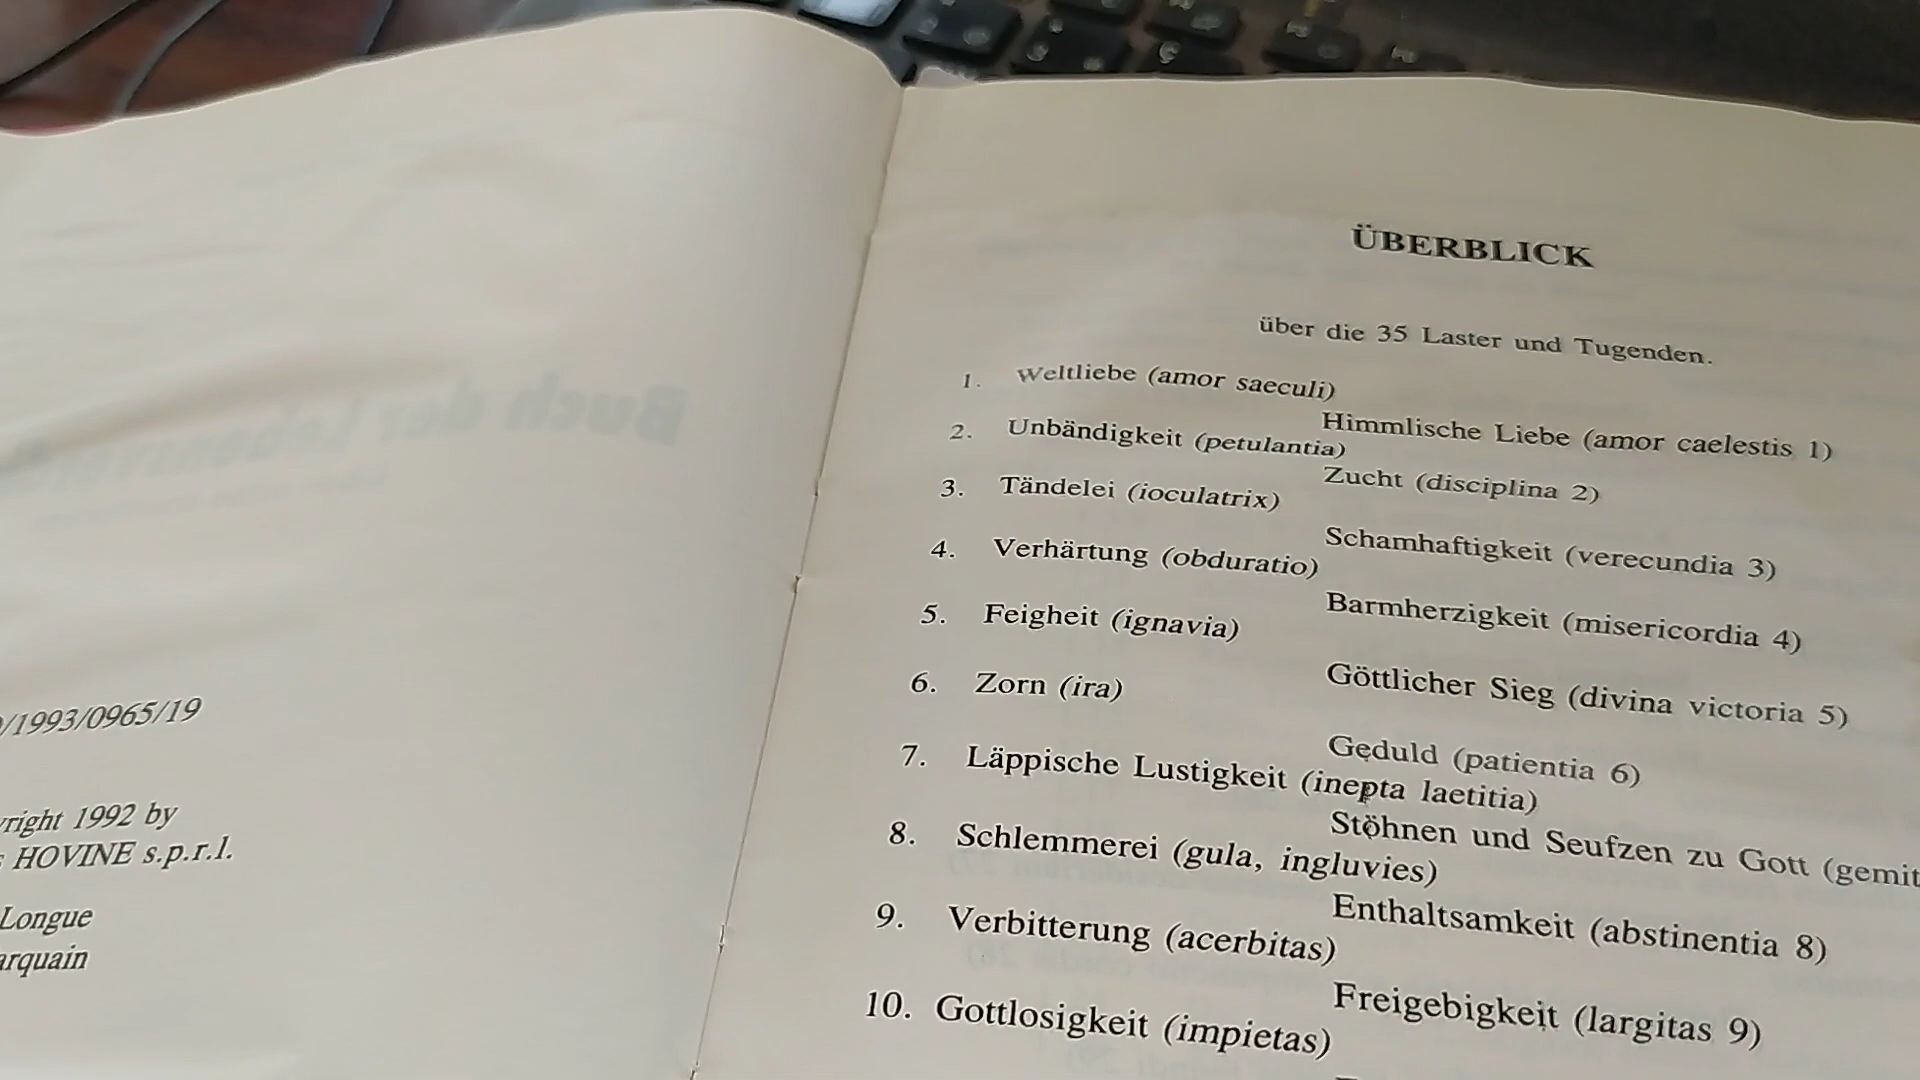 /1993/0965/19
right 1992 by
HOVINE s.p.r.l.
Longue
arquain
ÜBERBLICK
über die 35 Laster und Tugenden.
1. Weltliebe (amor saeculi)
Himmlische Liebe (amor caelestis 1)
2. Unbändigkeit (petulantia)
Zucht (disciplina 2)
3. Tändelei (ioculatrix)
Schamhaftigkeit (verecundia 3)
4. Verhärtung (obduratio)
Barmherzigkeit (misericordia 4)
5. Feigheit (ignavia)
Göttlicher Sieg (divina victoria 5)
6. Zorn (ira)
Geduld (patientia 6)
7. Läppische Lustigkeit (inepta laetitia)
Stöhnen und Seufzen zu Gott (gemit
8. Schlemmerei (gula, ingluvies)
Enthaltsamkeit (abstinentia 8)
9. Verbitterung (acerbitas)
Freigebigkeit (largitas 9)
10. Gottlosigkeit (impietas)